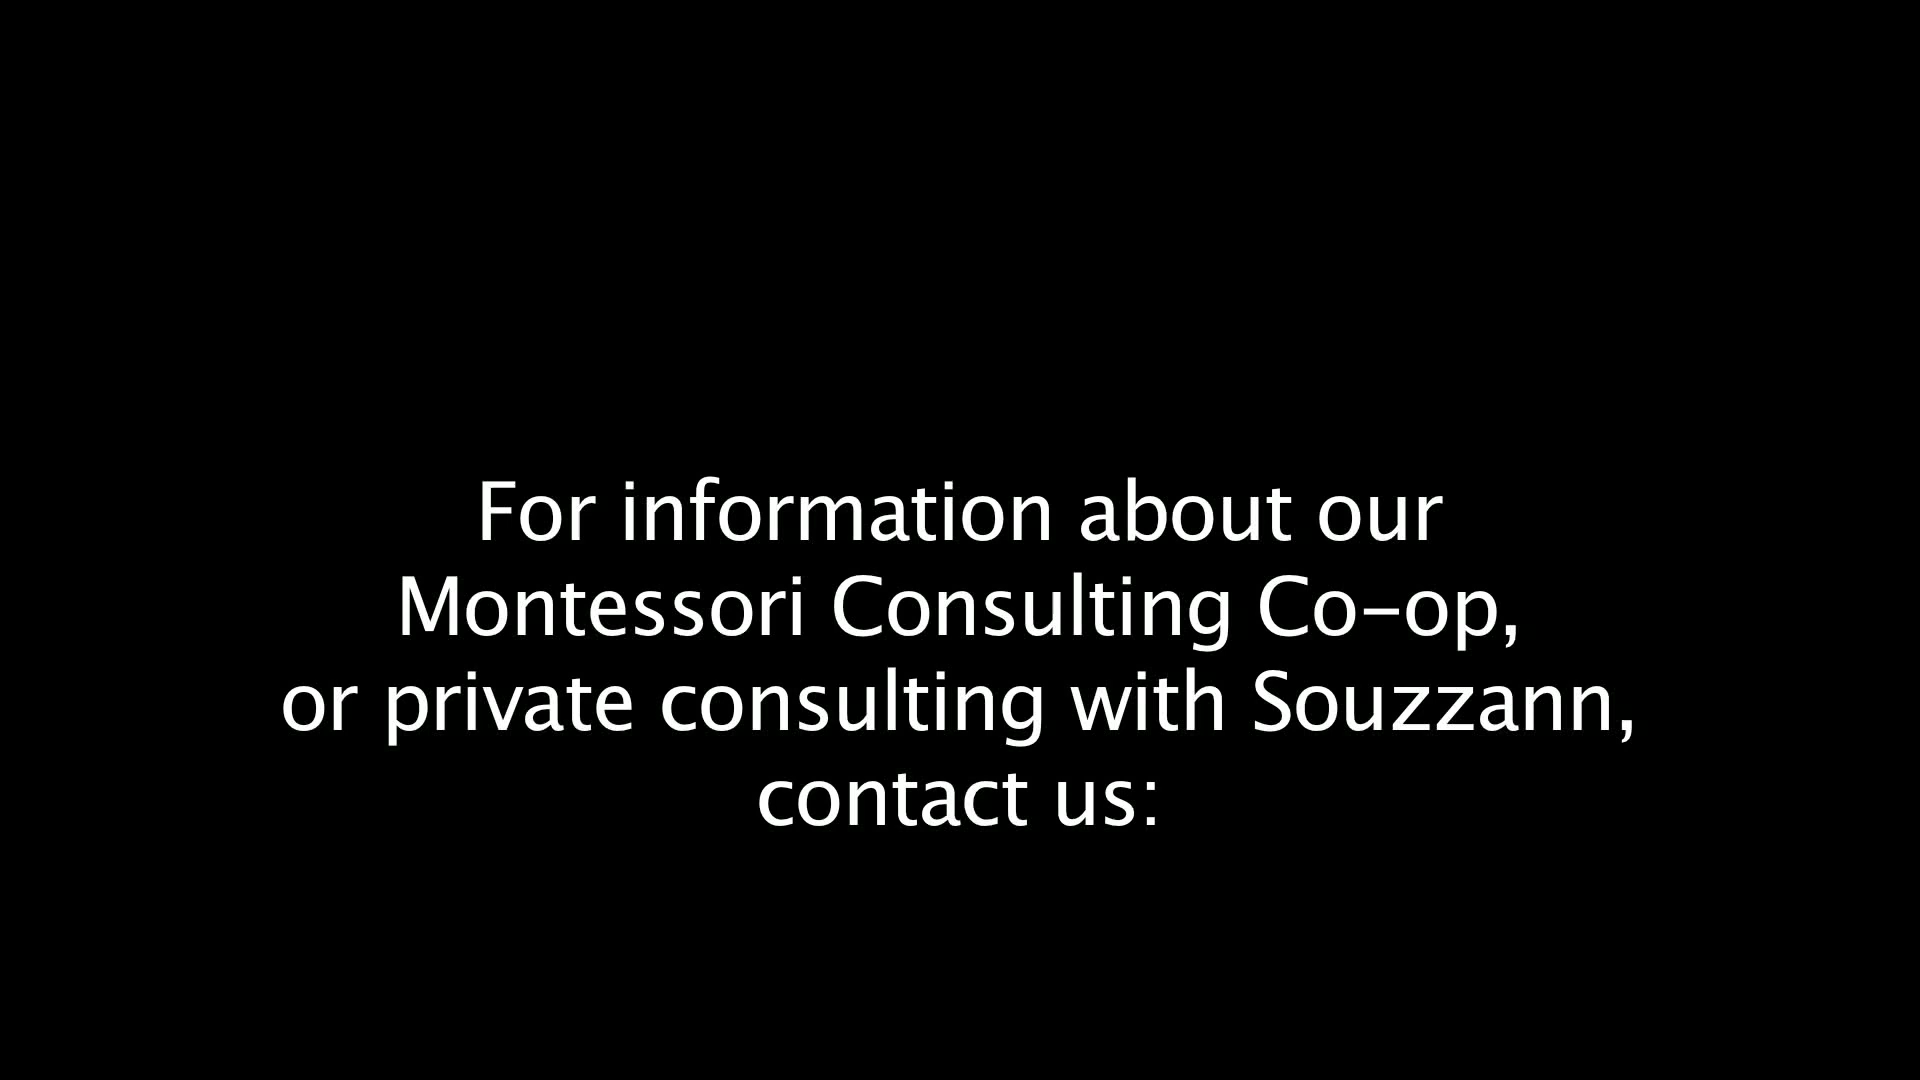 For information about our
Montessori Consulting Co-op,
or private consulting with Souzzann,
contact us: